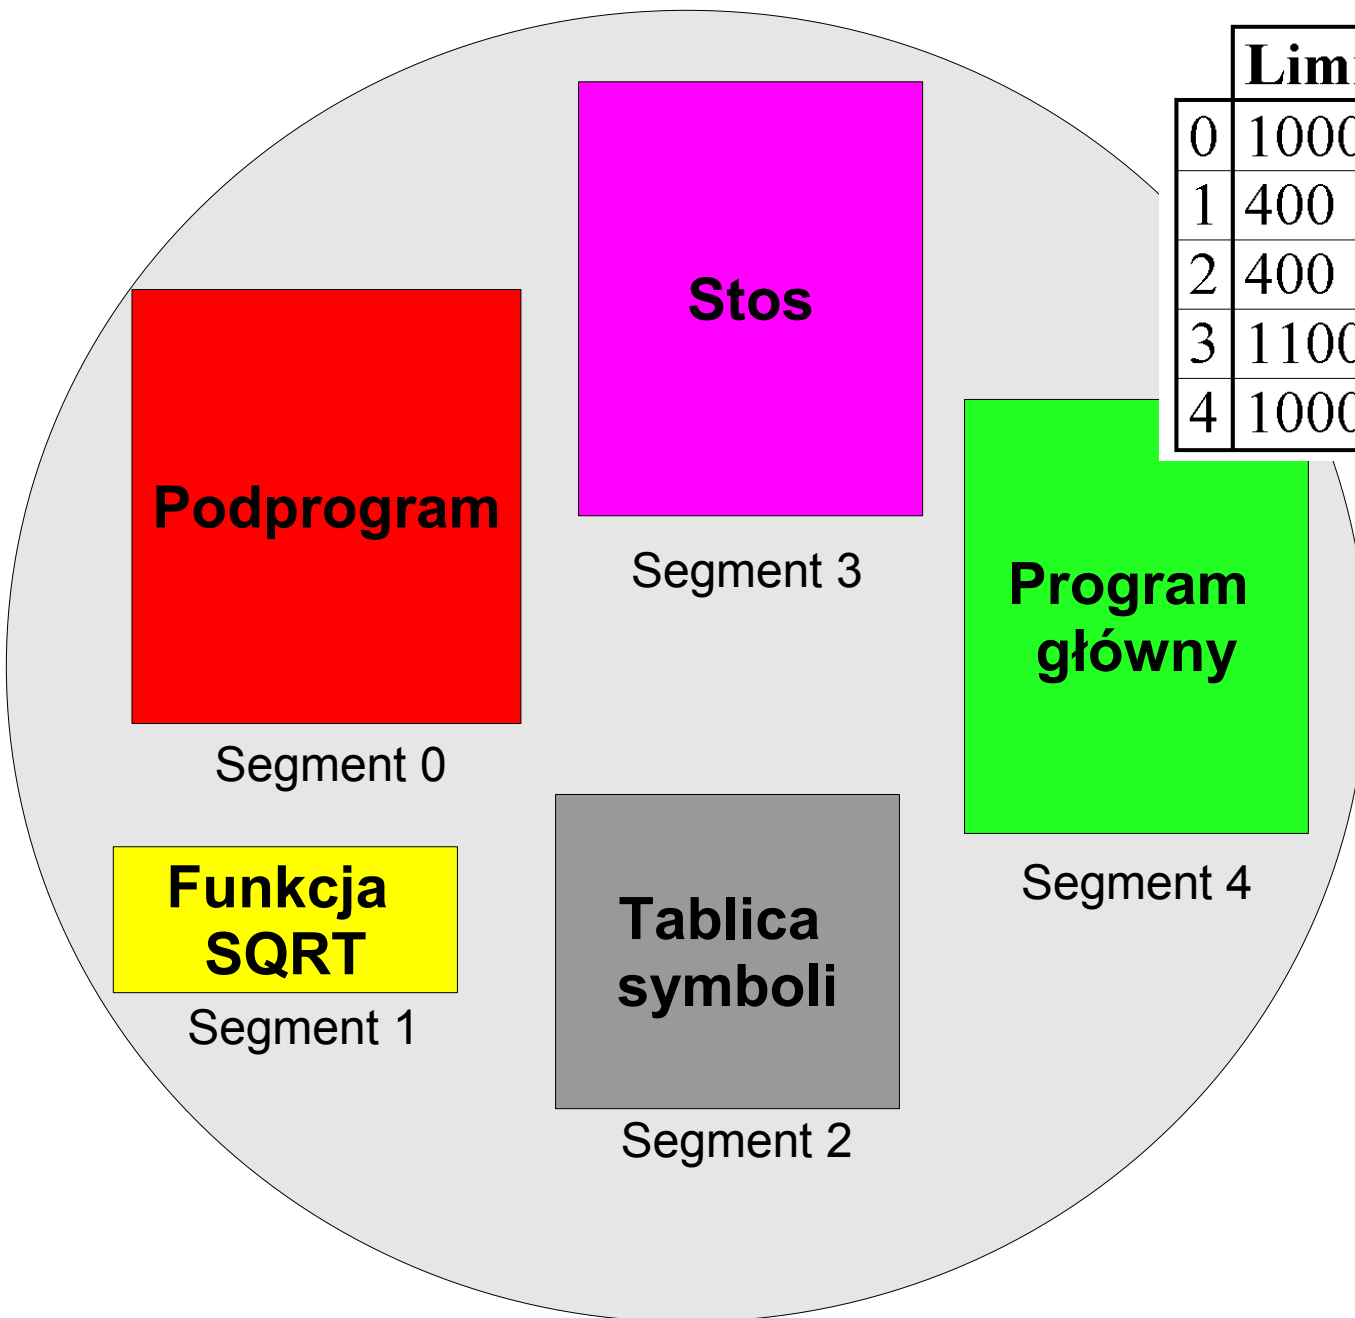 Limi
0 1000
1 400
2 400
3 1100
4 1000
Stos
Segment 3
Podprogram
Segment 0
Program
główny
Segment 4
Funkcja
SQRT
Segment 1
Tablica
symboli
Segment 2